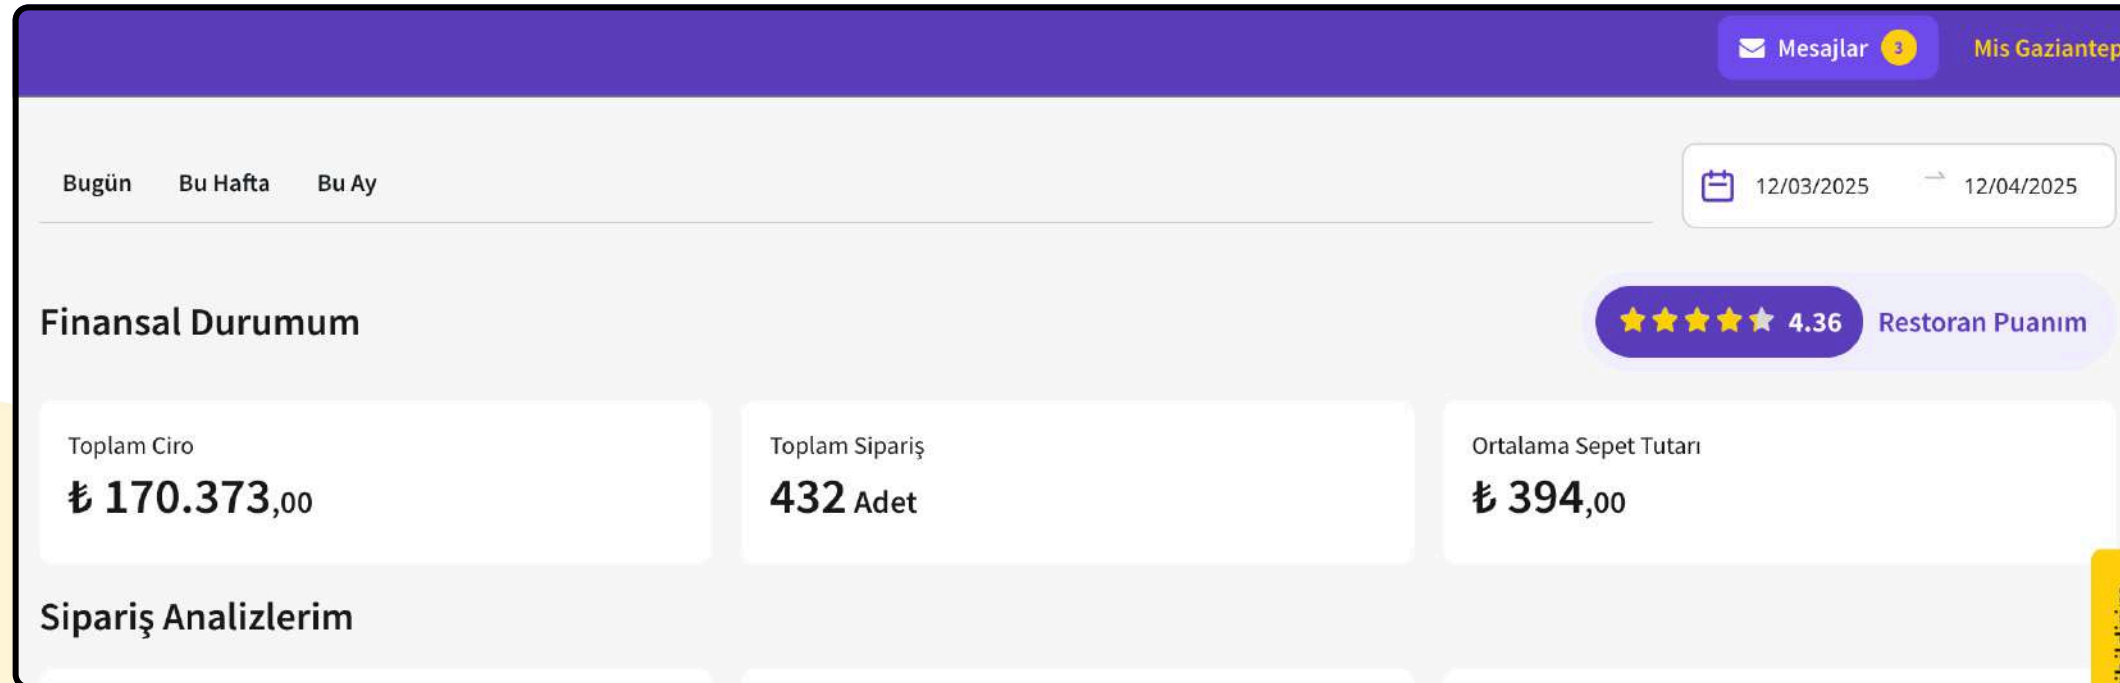 Mesajlar 3 Mis Gaziantep
Bugün Bu Hafta Bu Ay
12/03/2025 → 12/04/2025
Finansal Durumum
4.36 Restoran Puanım
Toplam Ciro
₺ 170.373,00
Toplam Sipariş
432 Adet
Ortalama Sepet Tutarı
₺ 394,00
Sipariş Analizlerim